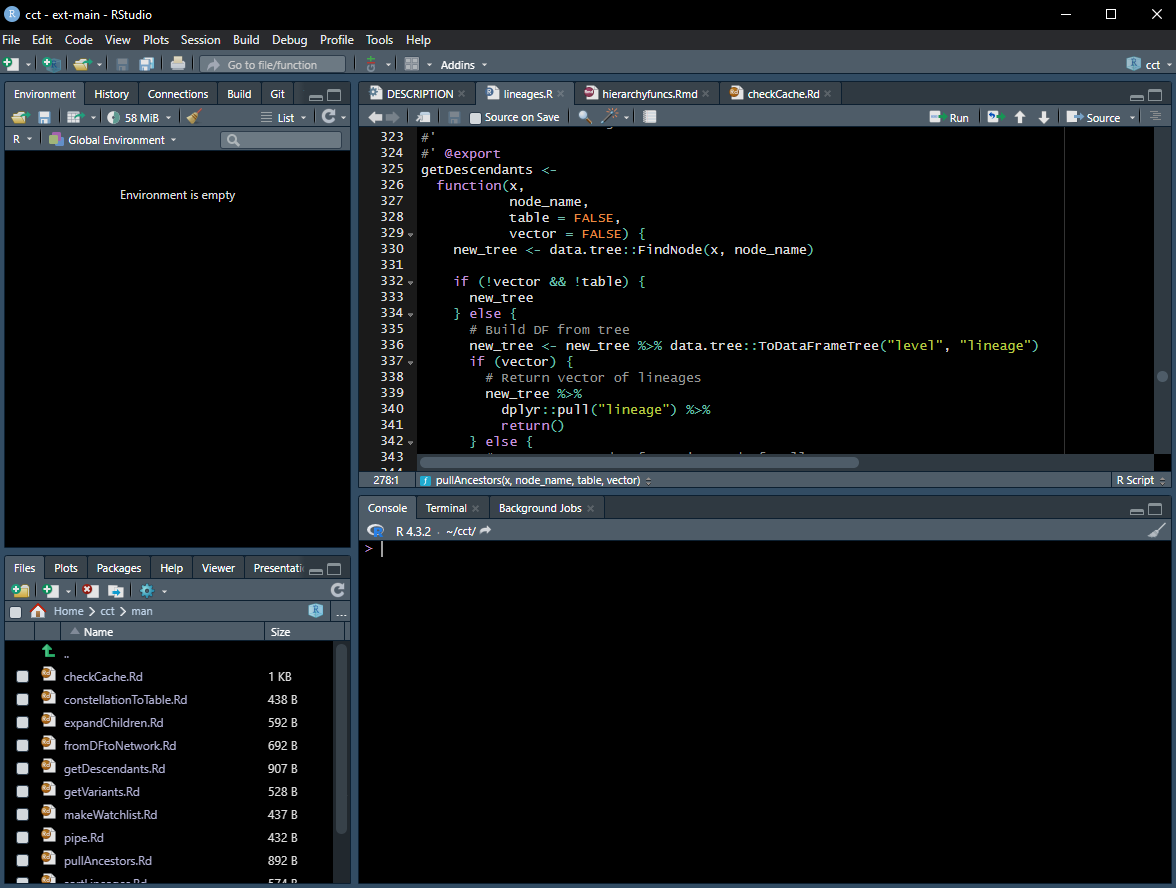 cct - ext-main - RStudio
File Edit Code View Plots Session Build Debug Profile Tools Help
Go to file/function Addins cct
Environment History Connections Build Git
58 MiB List
R Global Environment
Environment is empty
DESCRIPTION lineages.R hierarchyfuncs.Rmd checkCache.Rd
Source on Save Run Source
323 #'
324 #' @export
325 getDescendants <-
326 function(x,
327 node_name,
328 table = FALSE,
329 vector = FALSE) {
330 new_tree <- data.tree::FindNode(x, node_name)
331
332 if (!vector && !table) {
333 new_tree
334 } else {
335 # Build DF from tree
336 new_tree <- new_tree %>% data.tree::ToDataFrameTree("level", "lineage")
337 if (vector) {
338 # Return vector of lineages
339 new_tree %>%
340 dplyr::pull("lineage") %>%
341 return()
342 } else {
343
278:1 pullAncestors(x, node_name, table, vector) R Script
Console Terminal Background Jobs
R 4.3.2 · ~/cct/
>
Files Plots Packages Help Viewer Presentati
Home cct man ...
Name Size
..
checkCache.Rd 1 KB
constellationToTable.Rd 438 B
expandChildren.Rd 592 B
fromDFtoNetwork.Rd 692 B
getDescendants.Rd 907 B
getVariants.Rd 528 B
makeWatchlist.Rd 437 B
pipe.Rd 432 B
pullAncestors.Rd 892 B